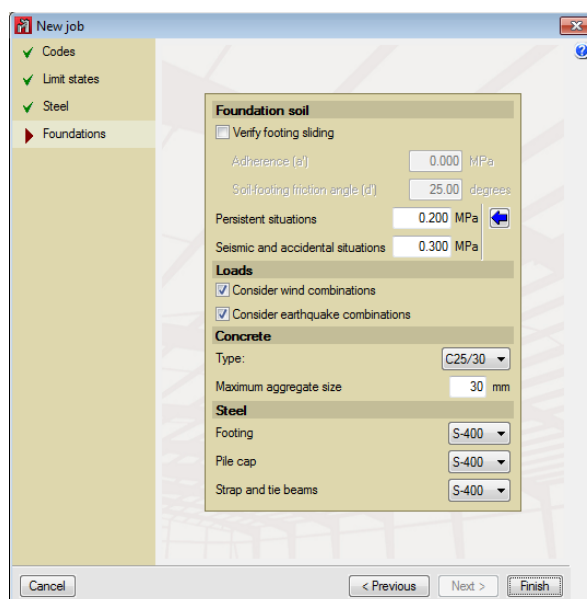 New job
Codes
Limit states
Steel
Foundations
Foundation soil
Verify footing sliding
Adherence (a') 0.000 MPa
Soil-footing friction angle (d') 25.00 degrees
Persistent situations 0.200 MPa
Seismic and accidental situations 0.300 MPa
Loads
Consider wind combinations
Consider earthquake combinations
Concrete
Type: C25/30
Maximum aggregate size 30 mm
Steel
Footing S-400
Pile cap S-400
Strap and tie beams S-400
Cancel < Previous Next > Finish